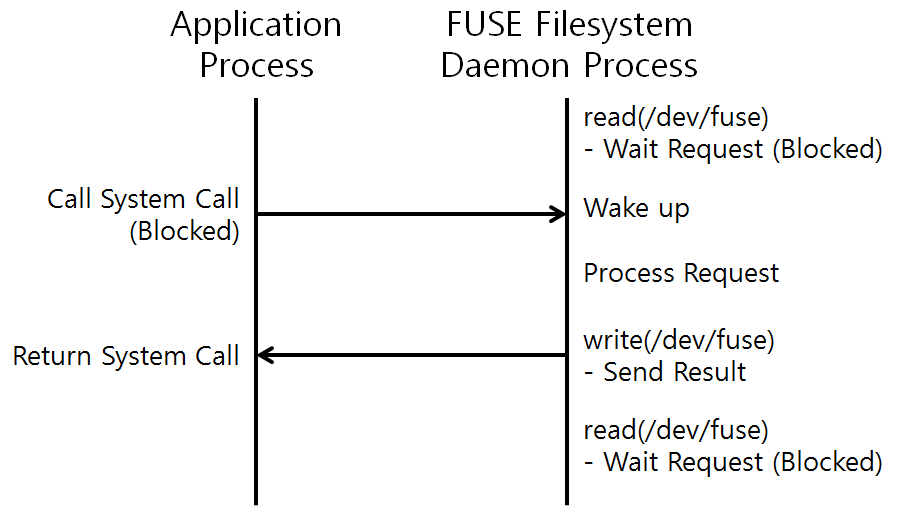 Application
Process
FUSE Filesystem
Daemon Process
read(/dev/fuse)
- Wait Request (Blocked)
Call System Call
(Blocked)
Wake up
Process Request
Return System Call
write(/dev/fuse)
- Send Result
read(/dev/fuse)
- Wait Request (Blocked)